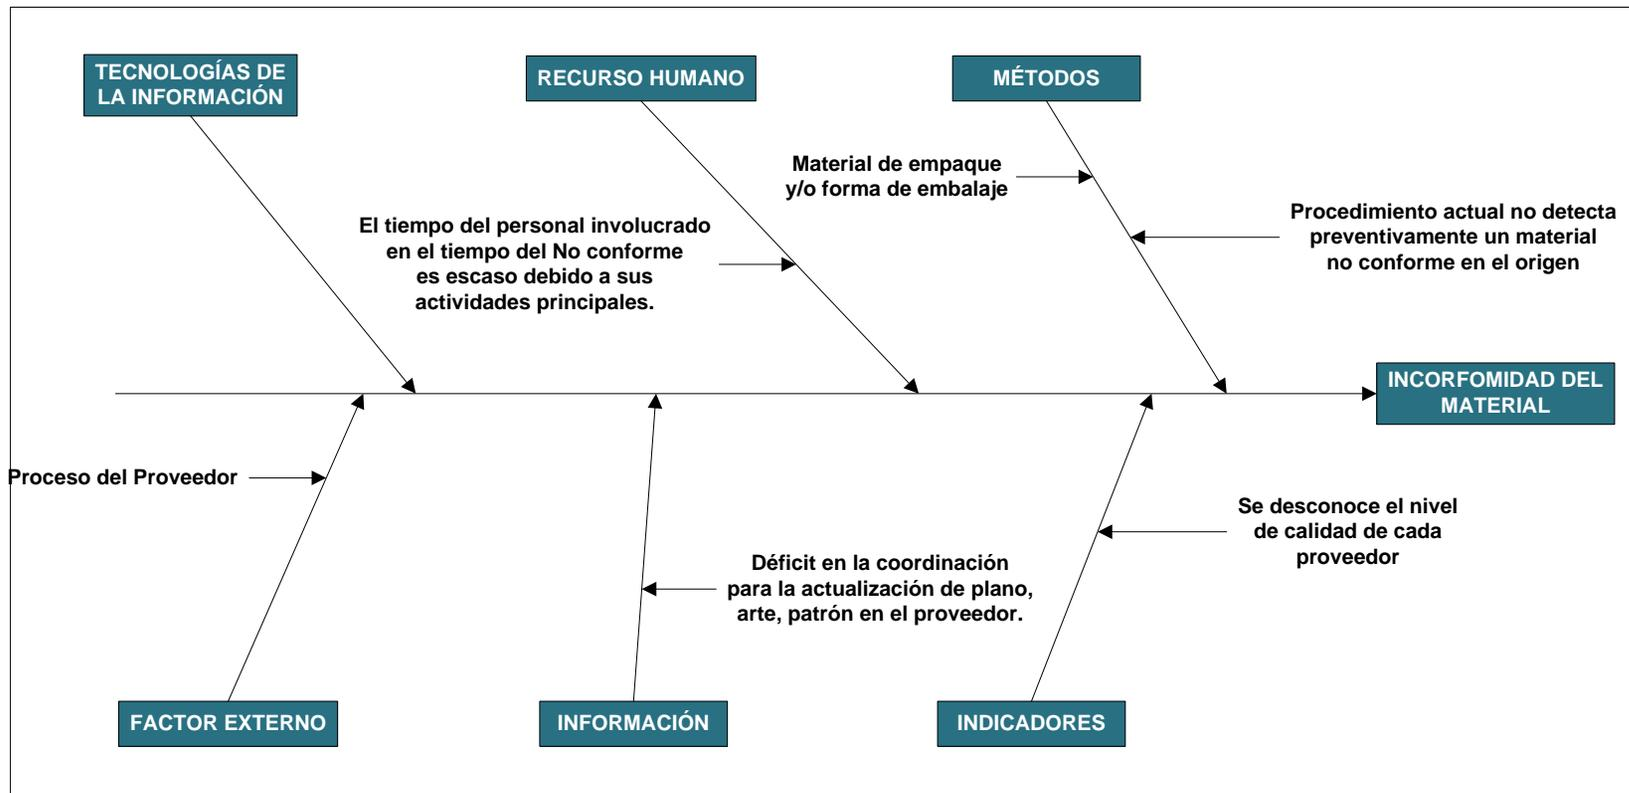 TECNOLOGÍAS DE
LA INFORMACIÓN
RECURSO HUMANO
MÉTODOS
Material de empaque
y/o forma de embalaje
El tiempo del personal involucrado
en el tiempo del No conforme
es escaso debido a sus
actividades principales.
Procedimiento actual no detecta
preventivamente un material
no conforme en el origen
INCORFOMIDAD DEL
MATERIAL
Proceso del Proveedor
Se desconoce el nivel
de calidad de cada
proveedor
Déficit en la coordinación
para la actualización de plano,
arte, patrón en el proveedor.
FACTOR EXTERNO
INFORMACIÓN
INDICADORES